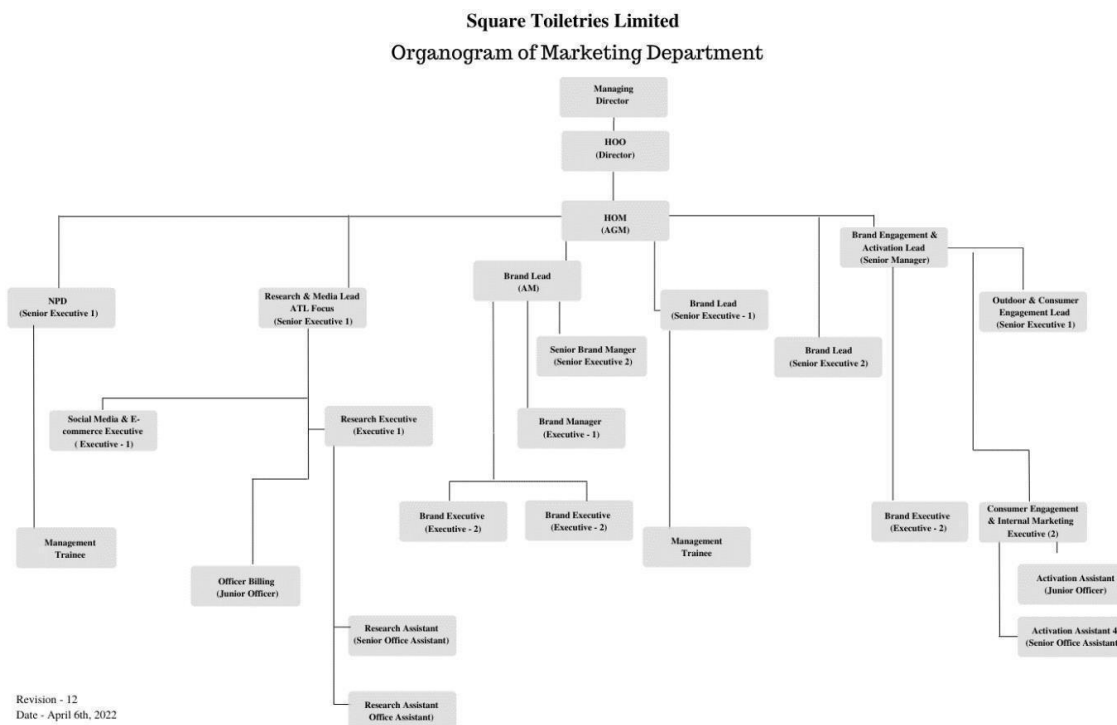 Square Toiletries Limited
Organogram of Marketing Department
Managing
Director
HOO
(Director)
HOM
(AGM)
Brand Engagement &
Activation Lead
(Senior Manager)
Brand Lead
(AM)
NPD
(Senior Executive 1)
Research & Media Lead
ATL Focus
(Senior Executive 1)
Brand Lead
(Senior Executive - 1)
Outdoor & Consumer
Engagement Lead
(Senior Executive 1)
Senior Brand Manger
(Senior Executive 2)
Brand Lead
(Senior Executive 2)
Social Media & E-
commerce Executive
( Executive - 1)
Research Executive
(Executive 1)
Brand Manager
(Executive - 1)
Brand Executive
(Executive - 2)
Brand Executive
(Executive - 2)
Brand Executive
(Executive - 2)
Consumer Engagement
& Internal Marketing
Executive (2)
Management
Trainee
Management
Trainee
Officer Billing
(Junior Officer)
Activation Assistant
(Junior Officer)
Research Assistant
(Senior Office Assistant)
Activation Assistant 4
(Senior Office Assistant
Research Assistant
Office Assistant)
Revision - 12
Date - April 6th, 2022